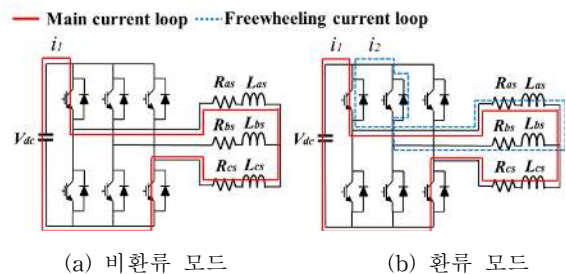 Main current loop Freewheeling current loop
i1 i1 i2
Ras Las Ras Las
Vdc Rbs Lbs Vdc Rbs Lbs
Rcs Lcs Rcs Lcs
(a) 비환류 모드 (b) 환류 모드